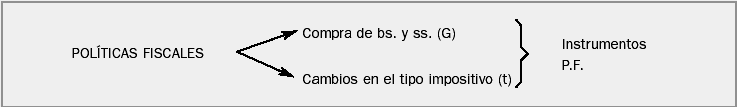 POLÍTICAS FISCALES
Compra de bs. y ss. (G)
Cambios en el tipo impositivo (t)
Instrumentos
P.F.